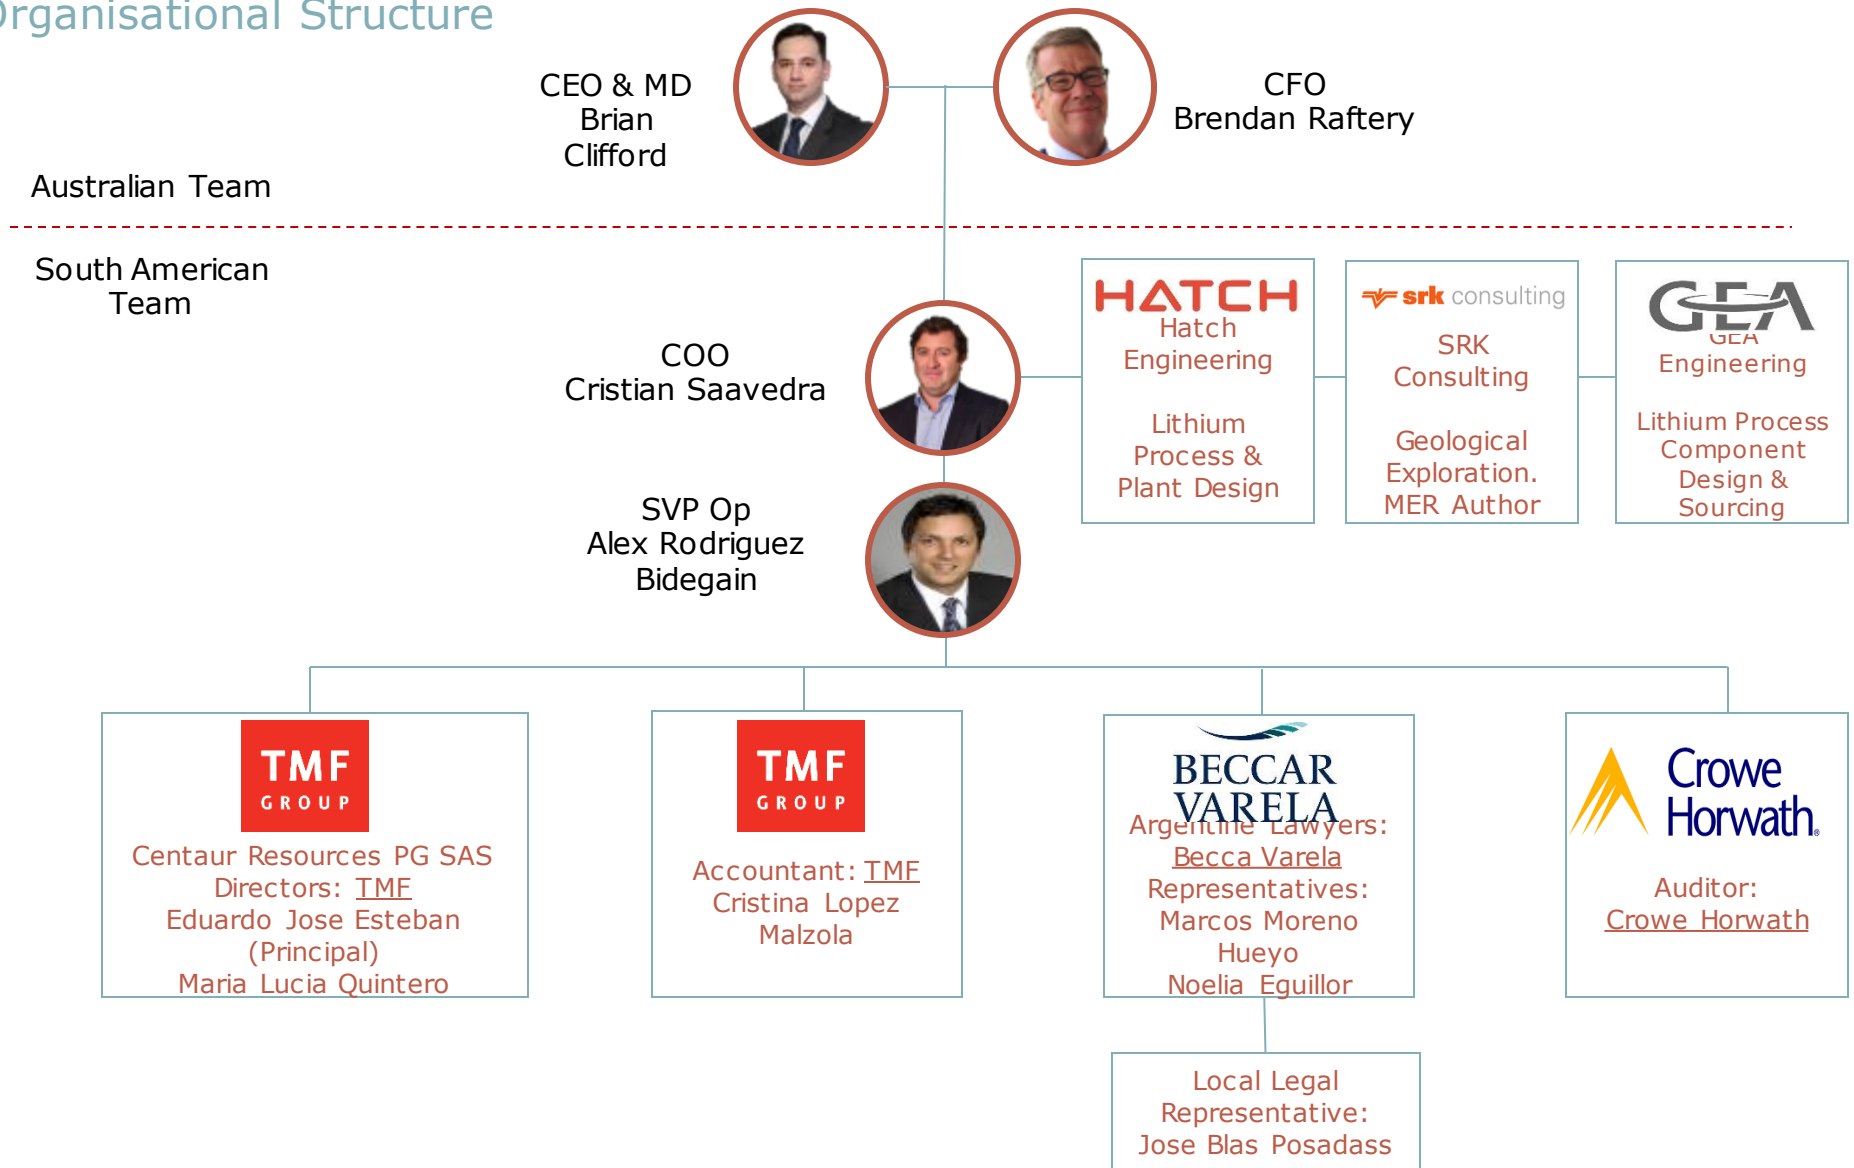 Organisational Structure
CEO & MD
Brian
Clifford
CFO
Brendan Raftery
Australian Team
South American
Team
COO
Cristian Saavedra
HATCH
Hatch
Engineering
Lithium
Process &
Plant Design
srk consulting
SRK
Consulting
Geological
Exploration.
MER Author
GEA
GEA
Engineering
Lithium Process
Component
Design &
Sourcing
SVP Op
Alex Rodriguez
Bidegain
TMF
GROUP
Centaur Resources PG SAS
Directors: TMF
Eduardo Jose Esteban
(Principal)
Maria Lucia Quintero
TMF
GROUP
Accountant: TMF
Cristina Lopez
Malzola
BECCAR
VARELA
Argentine Lawyers:
Becca Varela
Representatives:
Marcos Moreno
Hueyo
Noelia Eguillor
Crowe
Horwath®
Auditor:
Crowe Horwath
Local Legal
Representative:
Jose Blas Posadass